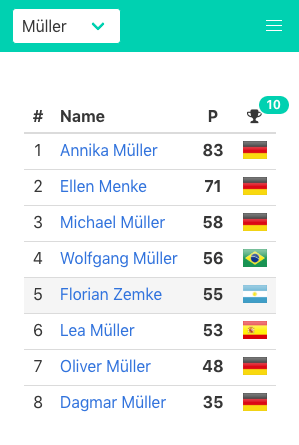 Müller
10
# Name P
1 Annika Müller 83
2 Ellen Menke 71
3 Michael Müller 58
4 Wolfgang Müller 56
5 Florian Zemke 55
6 Lea Müller 53
7 Oliver Müller 48
8 Dagmar Müller 35